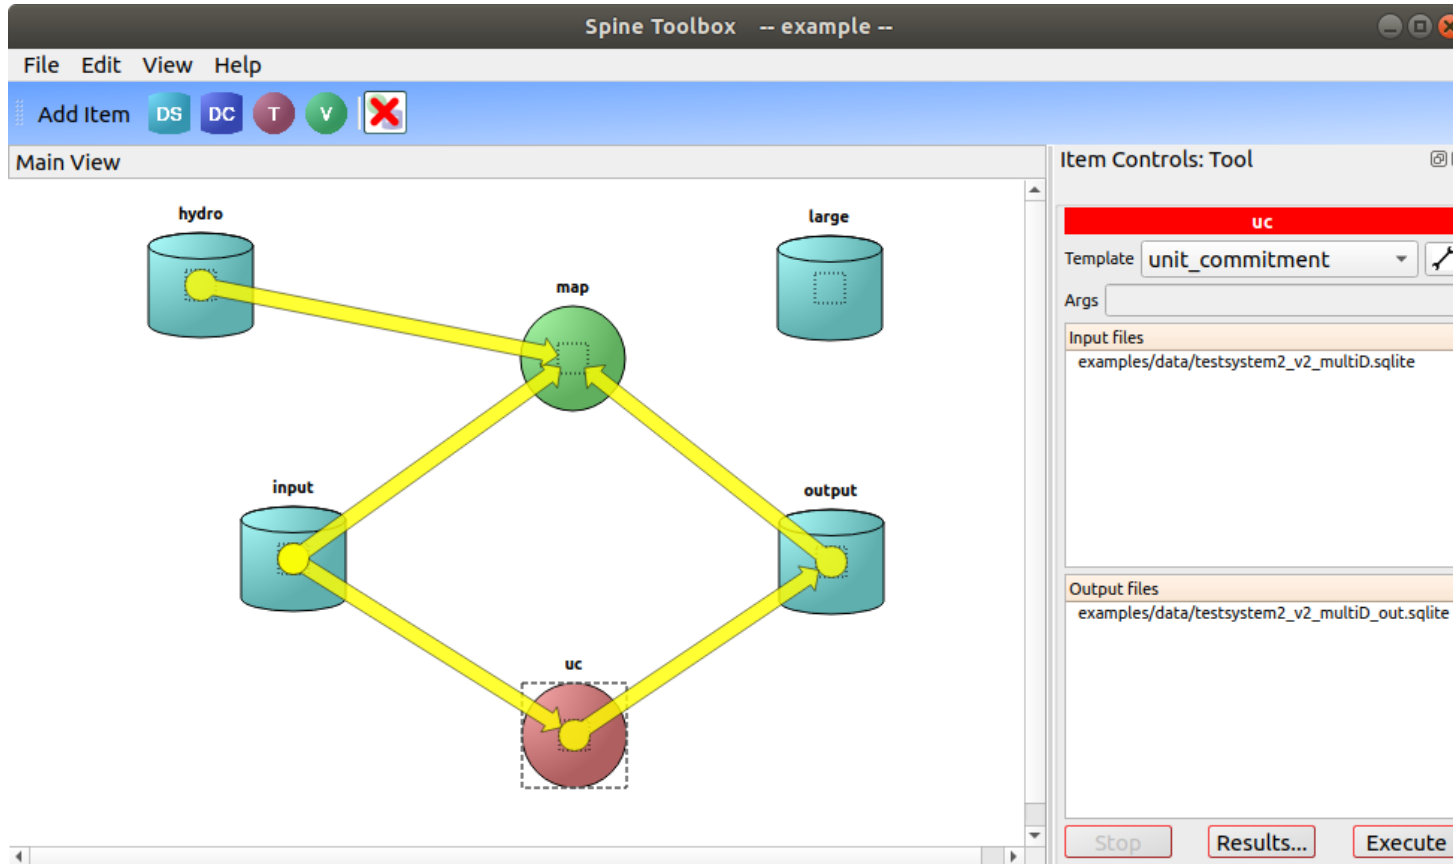 Spine Toolbox -- example --
File Edit View Help
Add Item DS DC T V
Main View
hydro
large
map
input
output
uc
Item Controls: Tool
uc
Template unit_commitment
Args
Input files
examples/data/testsystem2_v2_multiD.sqlite
Output files
examples/data/testsystem2_v2_multiD_out.sqlite
Stop Results... Execute